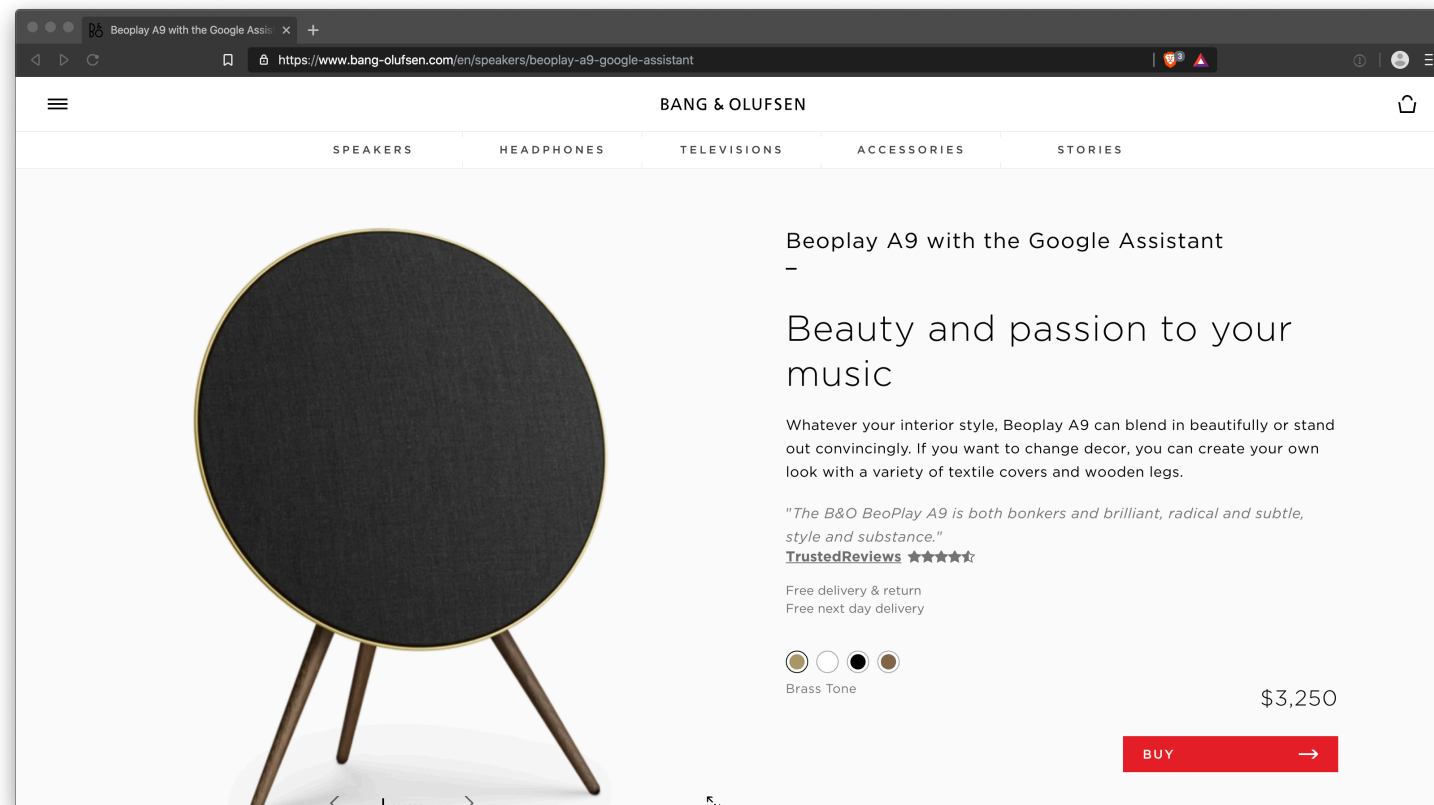 Beoplay A9 with the Google Assis
https://www.bang-olufsen.com/en/speakers/beoplay-a9-google-assistant
3
BANG & OLUFSEN
SPEAKERS HEADPHONES TELEVISIONS ACCESSORIES STORIES
Beoplay A9 with the Google Assistant
Beauty and passion to your
music
Whatever your interior style, Beoplay A9 can blend in beautifully or stand
out convincingly. If you want to change decor, you can create your own
look with a variety of textile covers and wooden legs.
"The B&O BeoPlay A9 is both bonkers and brilliant, radical and subtle,
style and substance."
TrustedReviews
Free delivery & return
Free next day delivery
Brass Tone
$3,250
BUY